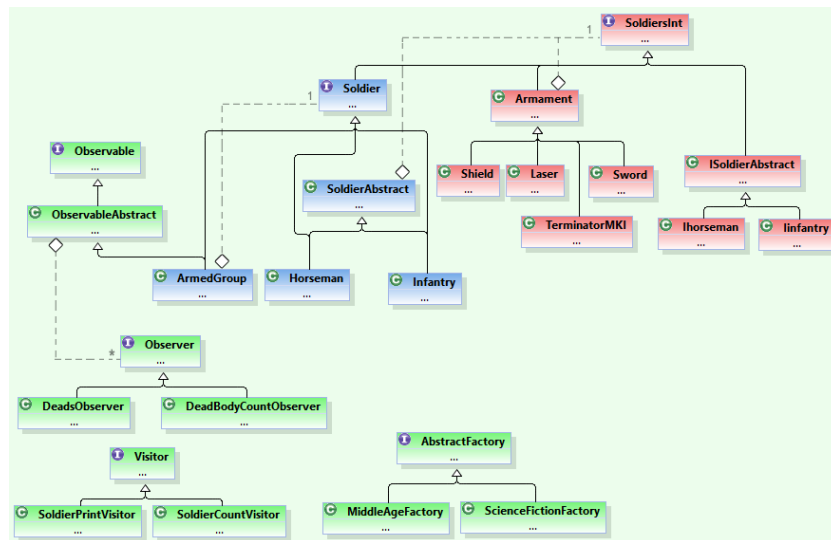 I SoldiersInt
...
1
I Soldier
...
C Armament
...
1
I Observable
...
C Shield
...
C Laser
...
C Sword
...
C ISoldierAbstract
...
C SoldierAbstract
...
C ObservableAbstract
...
C TerminatorMKI
...
C Ihorseman
...
C Iinfantry
...
C ArmedGroup
...
C Horseman
...
C Infantry
...
I Observer
...
*
C DeadsObserver
...
C DeadBodyCountObserver
...
I Visitor
...
I AbstractFactory
...
C SoldierPrintVisitor
...
C SoldierCountVisitor
...
C MiddleAgeFactory
...
C ScienceFictionFactory
...